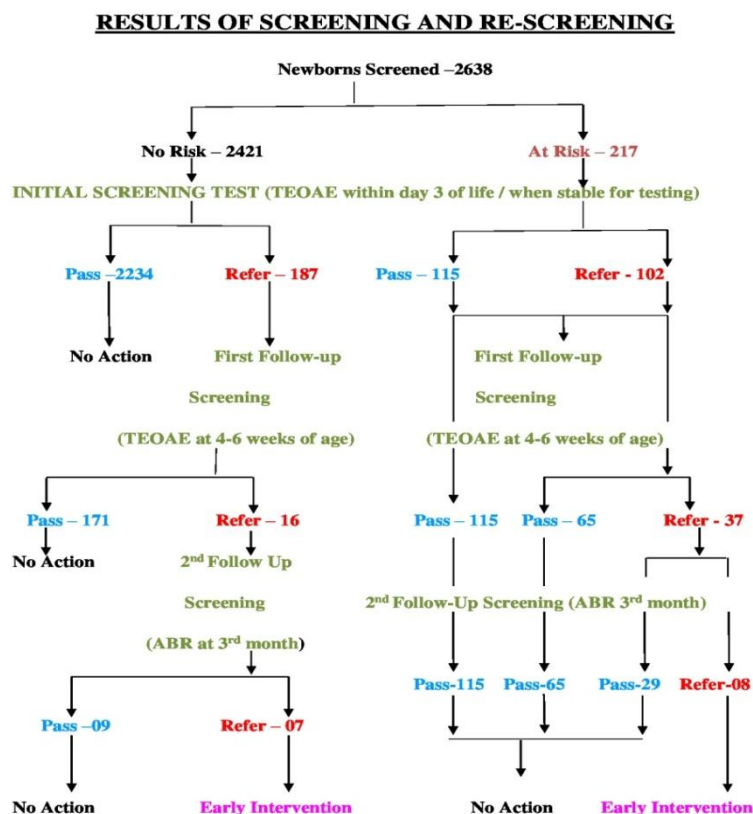 RESULTS OF SCREENING AND RE-SCREENING
Newborns Screened –2638
No Risk – 2421 At Risk – 217
INITIAL SCREENING TEST (TEOAE within day 3 of life / when stable for testing)
Pass –2234 Refer – 187 Pass – 115 Refer - 102
No Action First Follow-up First Follow-up
Screening Screening
(TEOAE at 4-6 weeks of age) (TEOAE at 4-6 weeks of age)
Pass – 171 Refer – 16 Pass – 115 Pass – 65 Refer - 37
No Action 2nd Follow Up
Screening 2nd Follow-Up Screening (ABR 3rd month)
(ABR at 3rd month)
Pass-115 Pass-65 Pass-29 Refer-08
Pass –09 Refer – 07
No Action Early Intervention No Action Early Intervention